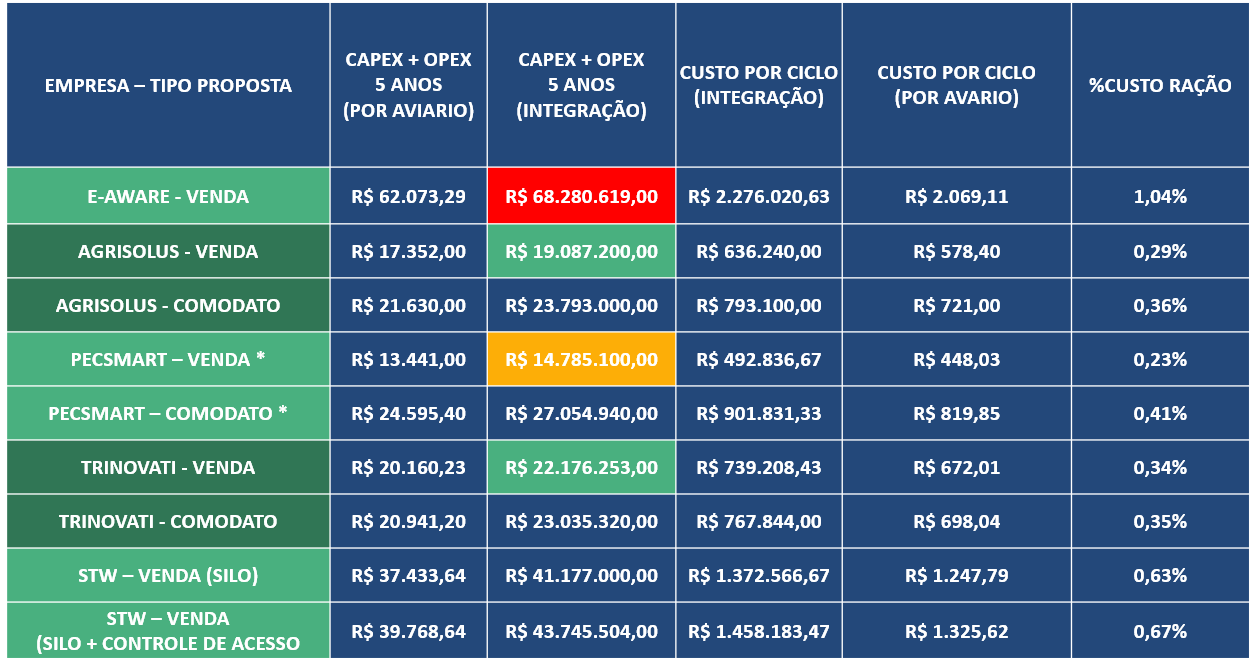 EMPRESA – TIPO PROPOSTA
CAPEX + OPEX
5 ANOS
(POR AVIARIO)
CAPEX + OPEX
5 ANOS
(INTEGRAÇÃO)
CUSTO POR CICLO
(INTEGRAÇÃO)
CUSTO POR CICLO
(POR AVARIO)
%CUSTO RAÇÃO
E-AWARE - VENDA R$ 62.073,29 R$ 68.280.619,00 R$ 2.276.020,63 R$ 2.069,11 1,04%
AGRISOLUS - VENDA R$ 17.352,00 R$ 19.087.200,00 R$ 636.240,00 R$ 578,40 0,29%
AGRISOLUS - COMODATO R$ 21.630,00 R$ 23.793.000,00 R$ 793.100,00 R$ 721,00 0,36%
PECSMART – VENDA * R$ 13.441,00 R$ 14.785.100,00 R$ 492.836,67 R$ 448,03 0,23%
PECSMART – COMODATO * R$ 24.595,40 R$ 27.054.940,00 R$ 901.831,33 R$ 819,85 0,41%
TRINOVATI - VENDA R$ 20.160,23 R$ 22.176.253,00 R$ 739.208,43 R$ 672,01 0,34%
TRINOVATI - COMODATO R$ 20.941,20 R$ 23.035.320,00 R$ 767.844,00 R$ 698,04 0,35%
STW – VENDA (SILO) R$ 37.433,64 R$ 41.177.000,00 R$ 1.372.566,67 R$ 1.247,79 0,63%
STW – VENDA
(SILO + CONTROLE DE ACESSO R$ 39.768,64 R$ 43.745.504,00 R$ 1.458.183,47 R$ 1.325,62 0,67%